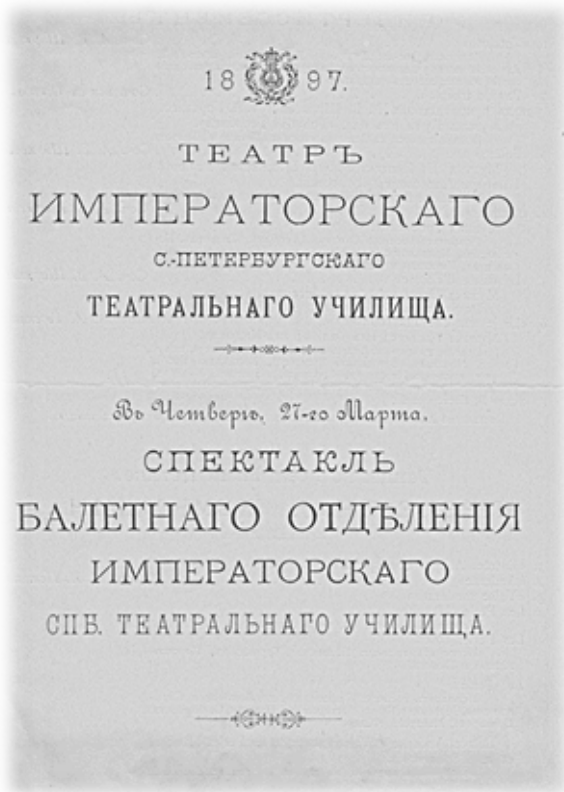 1897.
ТЕАТРЪ
ИМПЕРАТОРСКАГО
С.-ПЕТЕРБУРГСКАГО
ТЕАТРАЛЬНАГО УЧИЛИЩА.
Въ Четвергъ, 27-го Марта.
СПЕКТАКЛЬ
БАЛЕТНАГО ОТДѢЛЕНІЯ
ИМПЕРАТОРСКАГО
СПБ. ТЕАТРАЛЬНАГО УЧИЛИЩА.